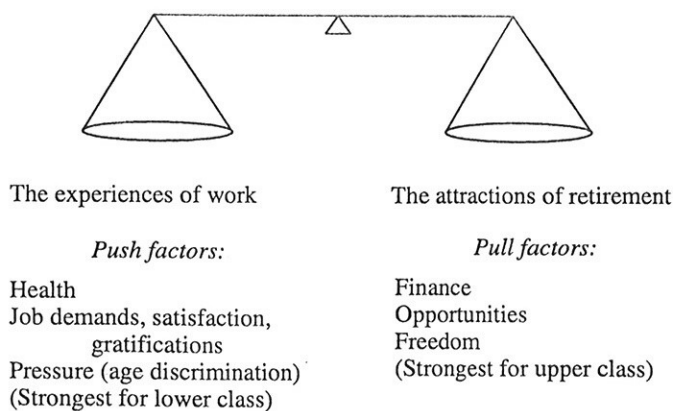 The experiences of work
Push factors:
Health
Job demands, satisfaction,
gratifications
Pressure (age discrimination)
(Strongest for lower class)
The attractions of retirement
Pull factors:
Finance
Opportunities
Freedom
(Strongest for upper class)